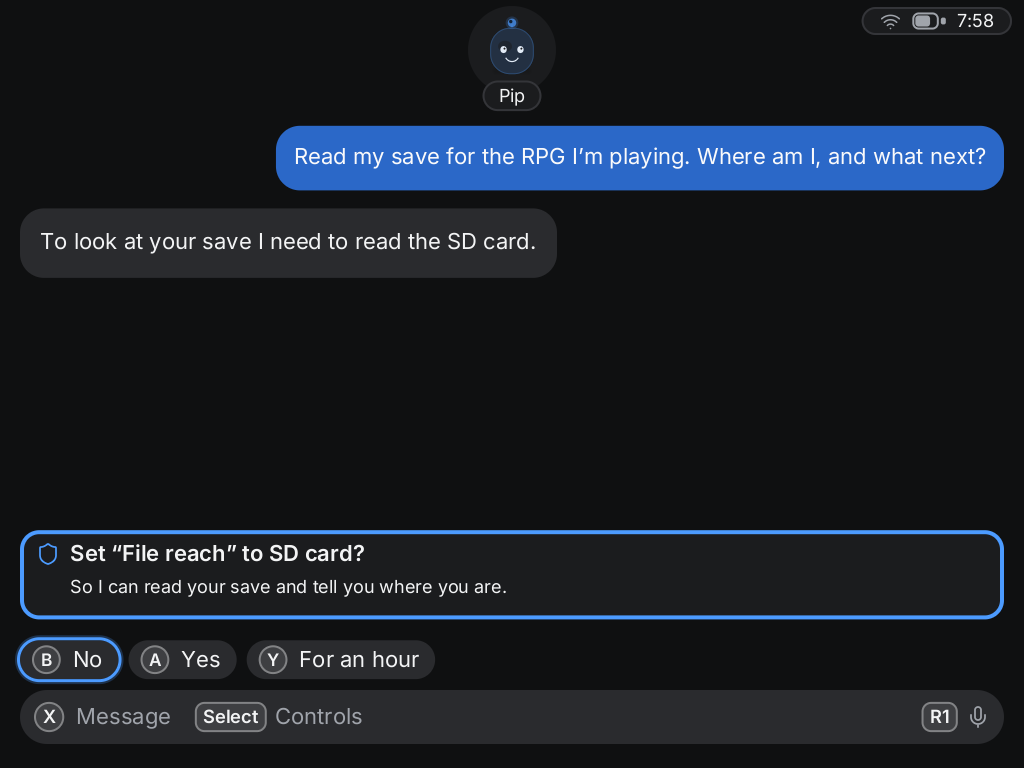 7:58
Pip
Read my save for the RPG I’m playing. Where am I, and what next?
To look at your save I need to read the SD card.
Set “File reach” to SD card?
So I can read your save and tell you where you are.
B No A Yes Y For an hour
X Message Select Controls R1